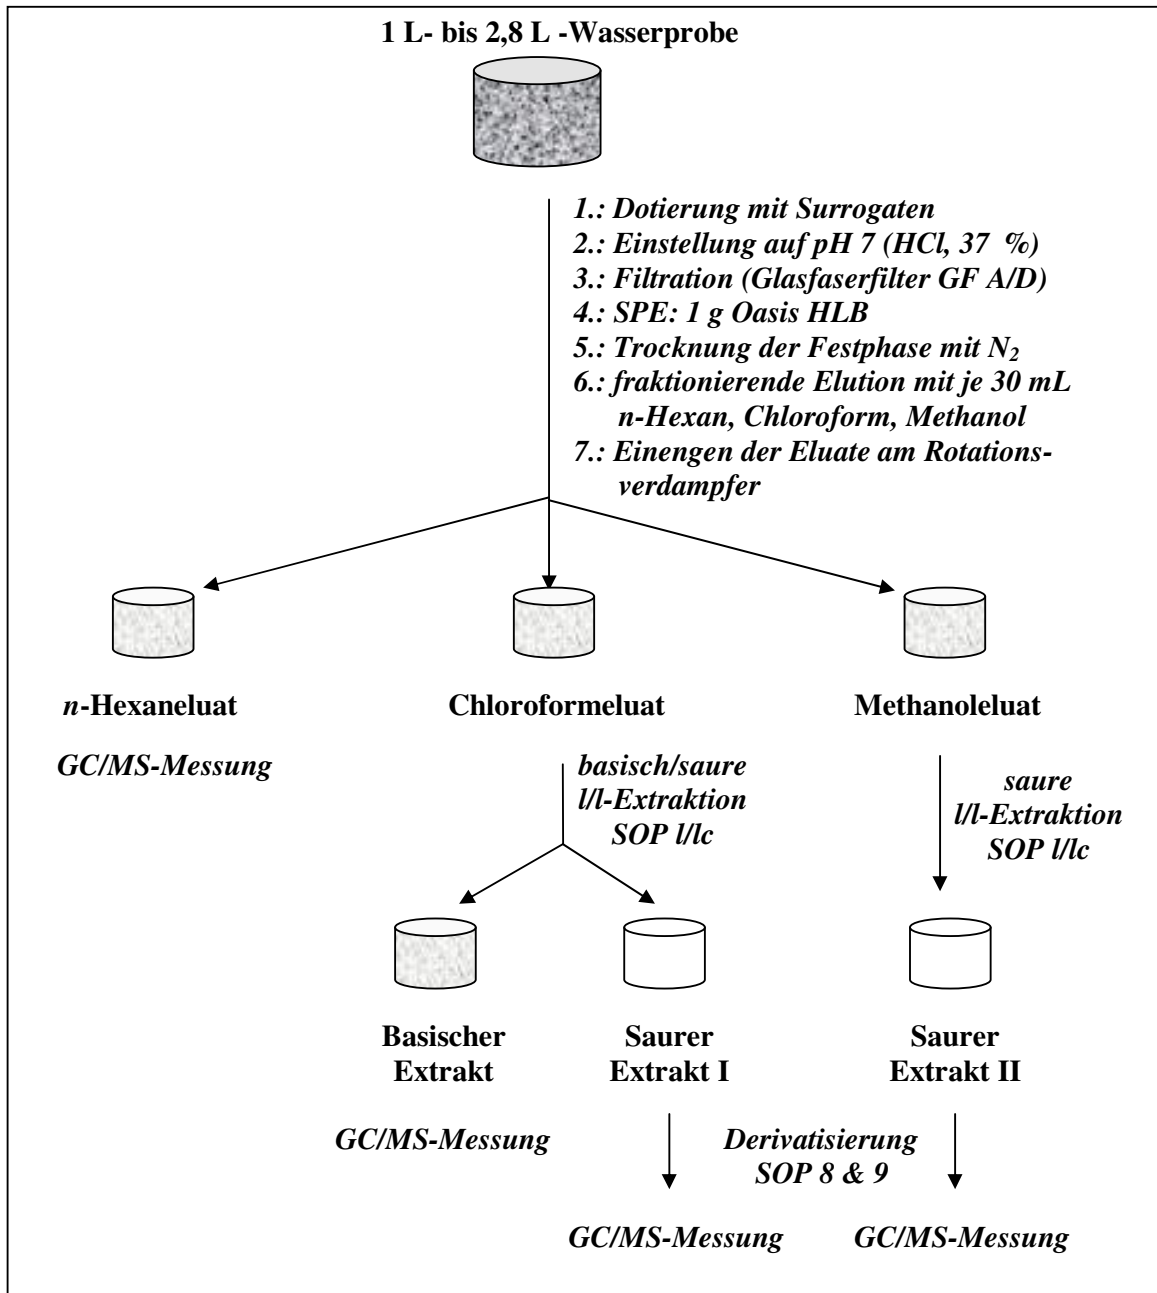 1 L- bis 2,8 L -Wasserprobe
1.: Dotierung mit Surrogaten
2.: Einstellung auf pH 7 (HCl, 37 %)
3.: Filtration (Glasfaserfilter GF A/D)
4.: SPE: 1 g Oasis HLB
5.: Trocknung der Festphase mit N2
6.: fraktionierende Elution mit je 30 mL
n-Hexan, Chloroform, Methanol
7.: Einengen der Eluate am Rotations-
verdampfer
n-Hexaneluat
Chloroformeluat
Methanoleluat
GC/MS-Messung
basisch/saure
l/l-Extraktion
SOP l/lc
saure
l/l-Extraktion
SOP l/lc
Basischer
Extrakt
Saurer
Extrakt I
Saurer
Extrakt II
GC/MS-Messung
Derivatisierung
SOP 8 & 9
GC/MS-Messung
GC/MS-Messung